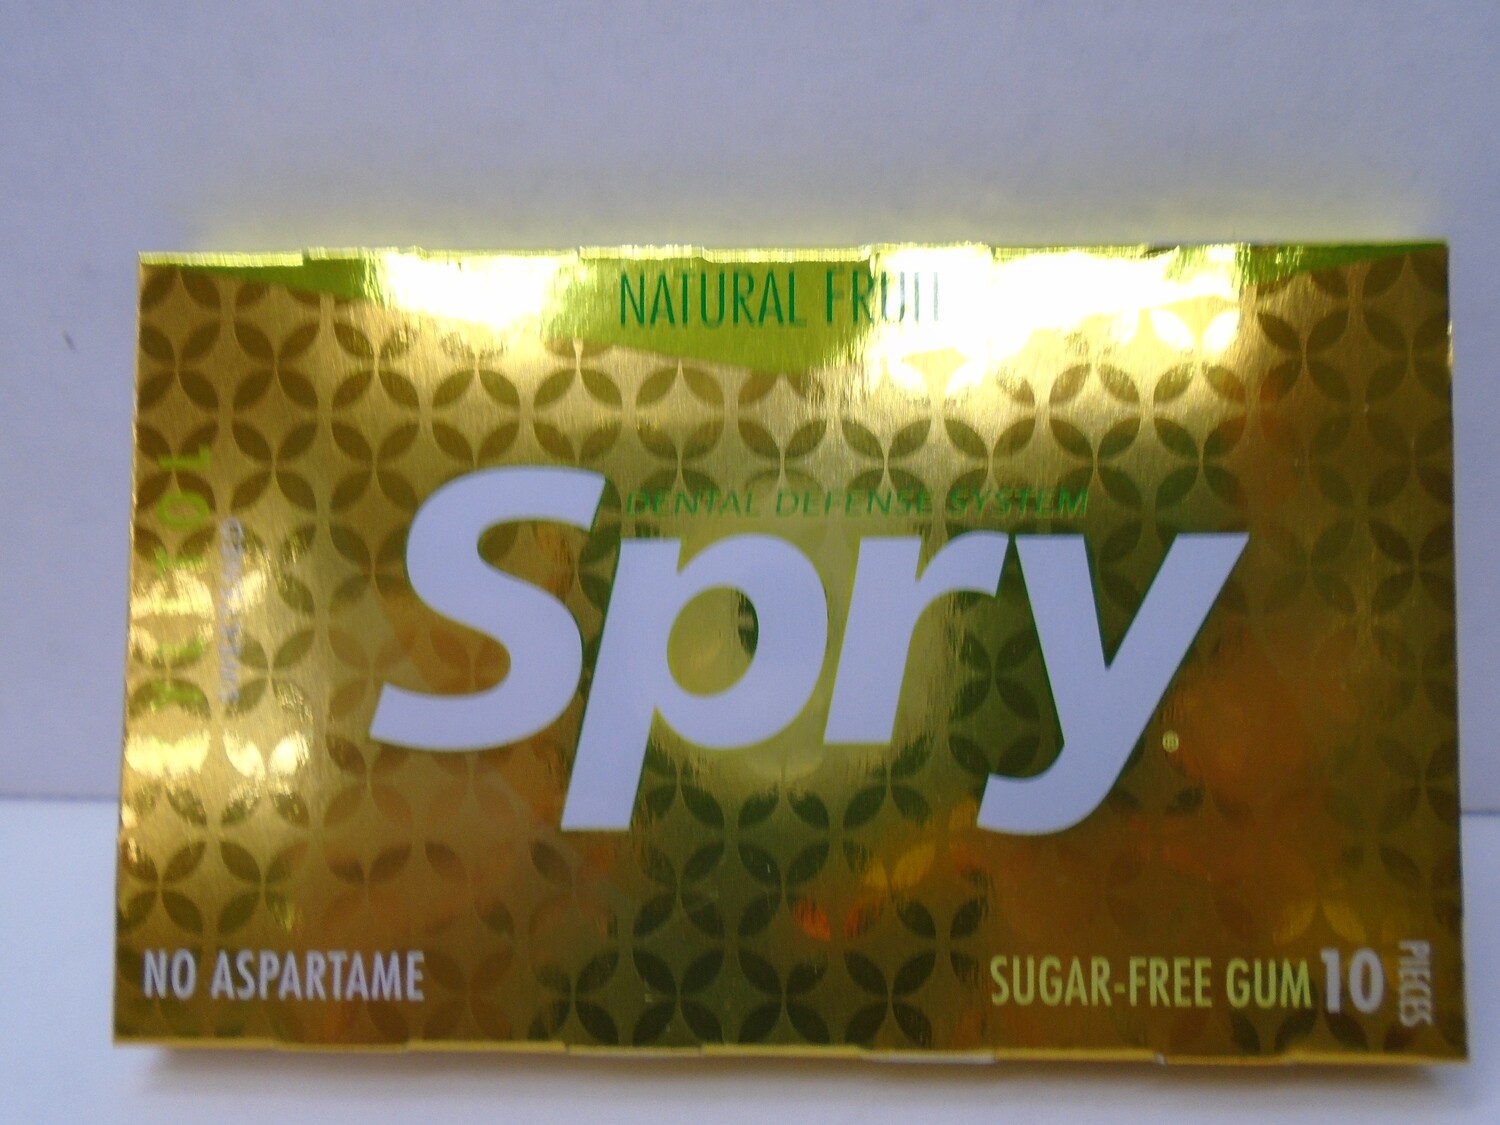 NATURAL FRUIT
DENTAL DEFENSE SYSTEM
Spry®
NO ASPARTAME
SUGAR-FREE GUM 10 PIECES